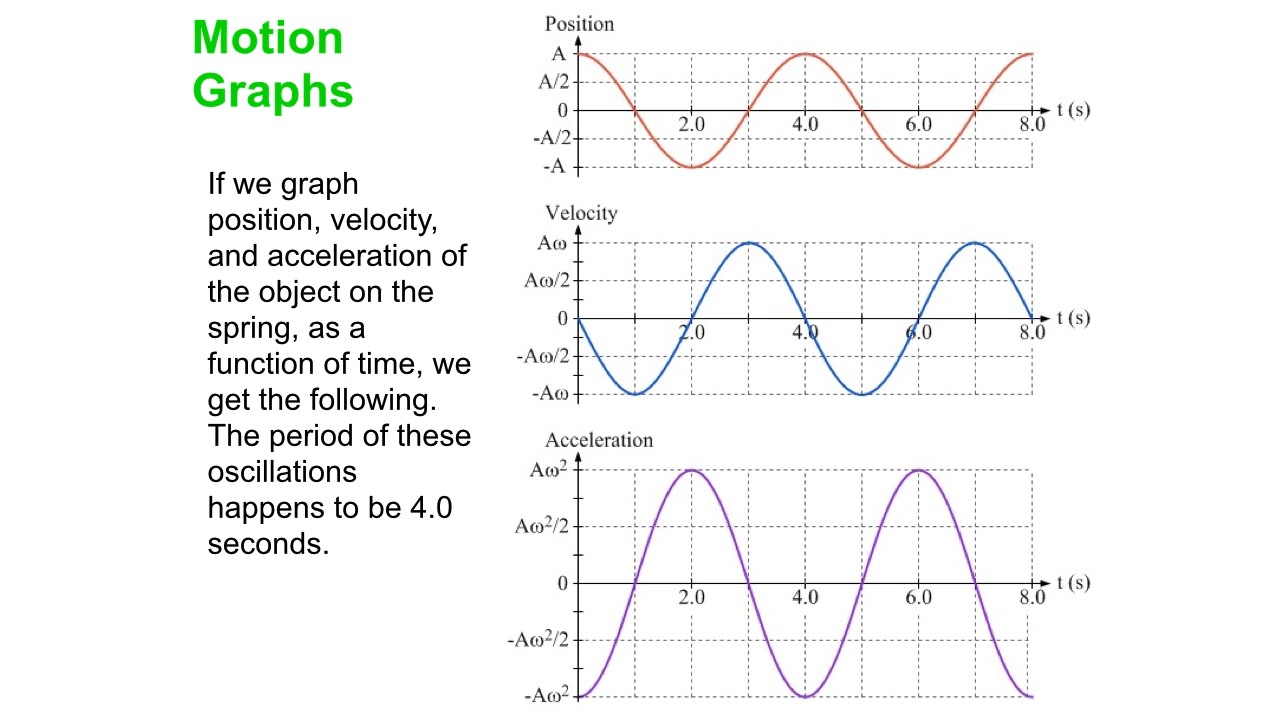 Motion
Graphs
If we graph
position, velocity,
and acceleration of
the object on the
spring, as a
function of time, we
get the following.
The period of these
oscillations
happens to be 4.0
seconds.
Position
A
A/2
0
-A/2
-A
2.0 4.0 6.0 8.0
t (s)
Velocity
Aω
Aω/2
0
-Aω/2
-Aω
2.0 4.0 6.0 8.0
t (s)
Acceleration
Aω²
Aω²/2
0
-Aω²/2
-Aω²
2.0 4.0 6.0 8.0
t (s)